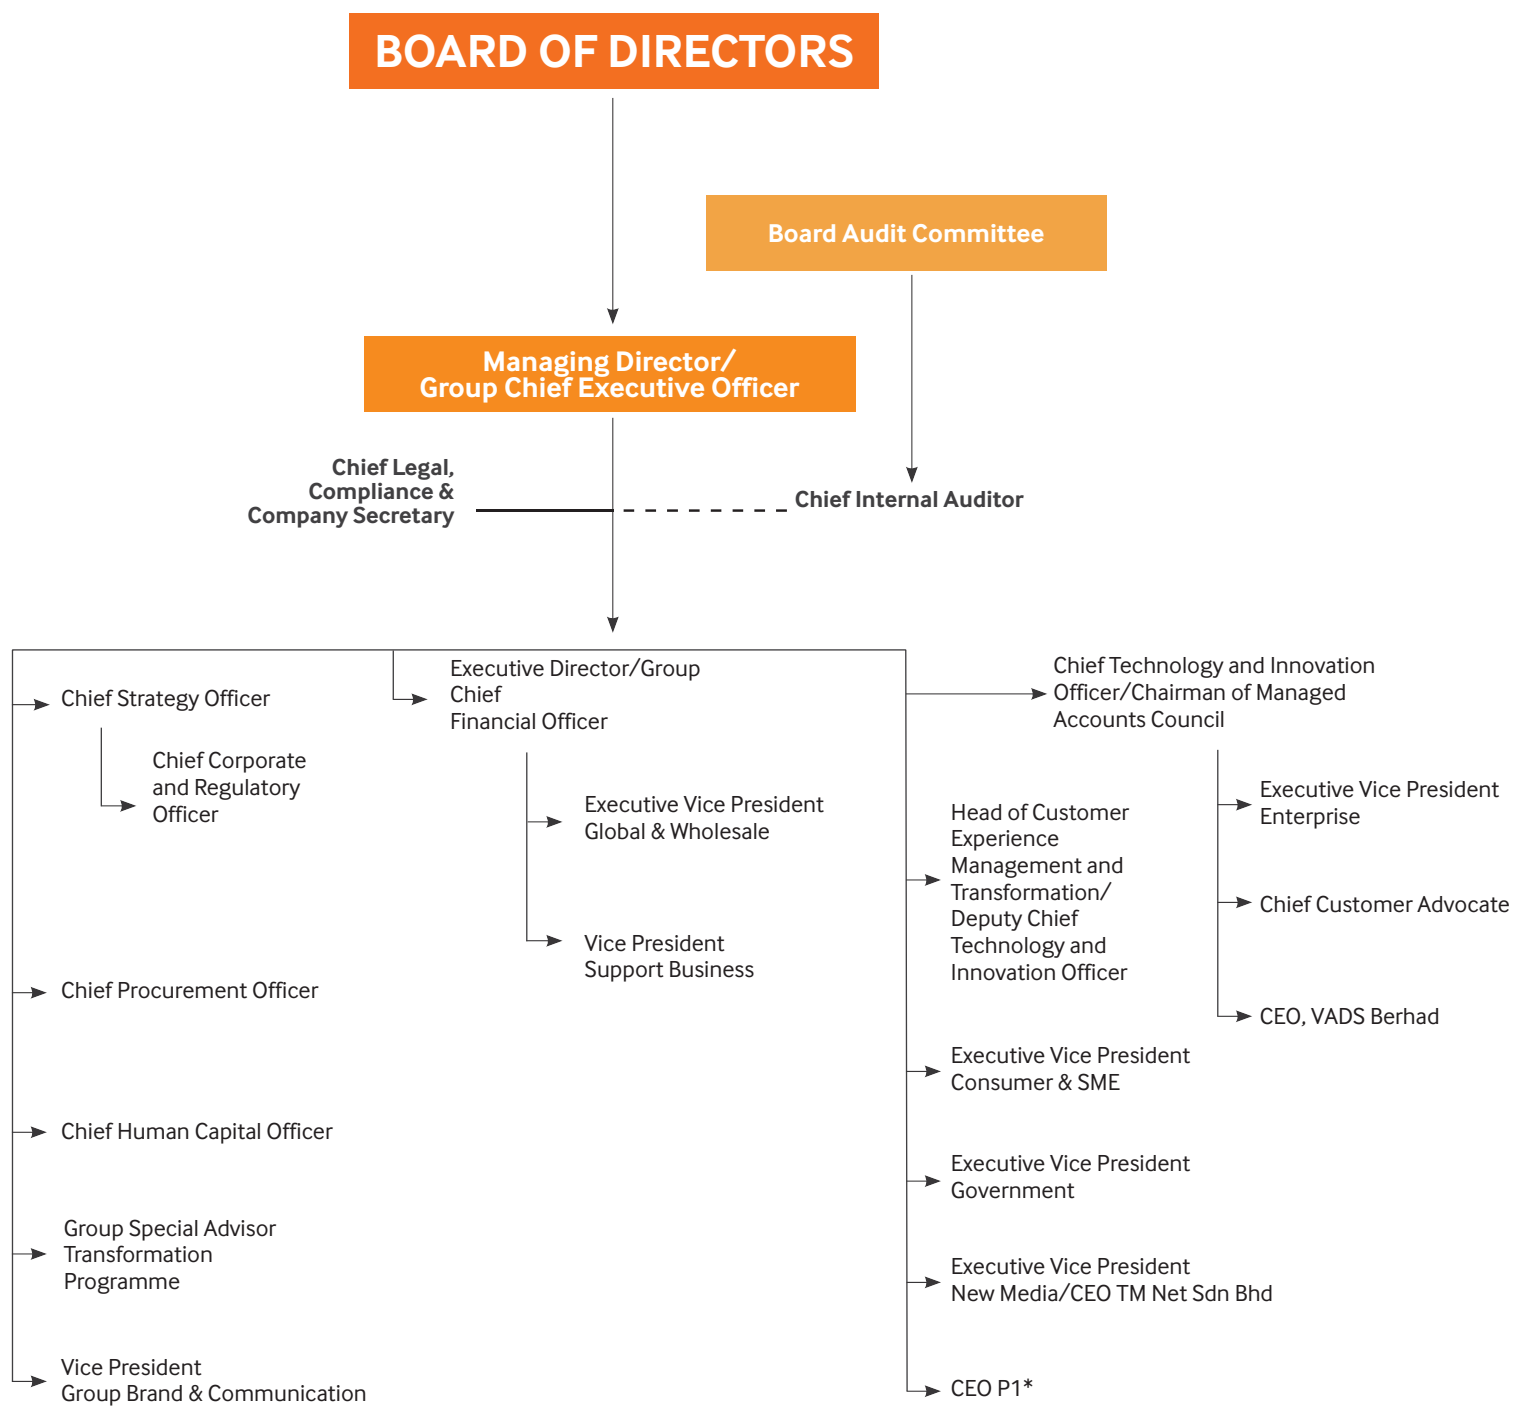 BOARD OF DIRECTORS
Board Audit Committee
Managing Director/
Group Chief Executive Officer
Chief Legal,
Compliance &
Company Secretary
Chief Internal Auditor
Chief Strategy Officer
Chief Corporate
and Regulatory
Officer
Chief Procurement Officer
Chief Human Capital Officer
Group Special Advisor
Transformation
Programme
Vice President
Group Brand & Communication
Executive Director/Group
Chief
Financial Officer
Executive Vice President
Global & Wholesale
Vice President
Support Business
Chief Technology and Innovation
Officer/Chairman of Managed
Accounts Council
Executive Vice President
Enterprise
Chief Customer Advocate
CEO, VADS Berhad
Head of Customer
Experience
Management and
Transformation/
Deputy Chief
Technology and
Innovation Officer
Executive Vice President
Consumer & SME
Executive Vice President
Government
Executive Vice President
New Media/CEO TM Net Sdn Bhd
CEO P1*